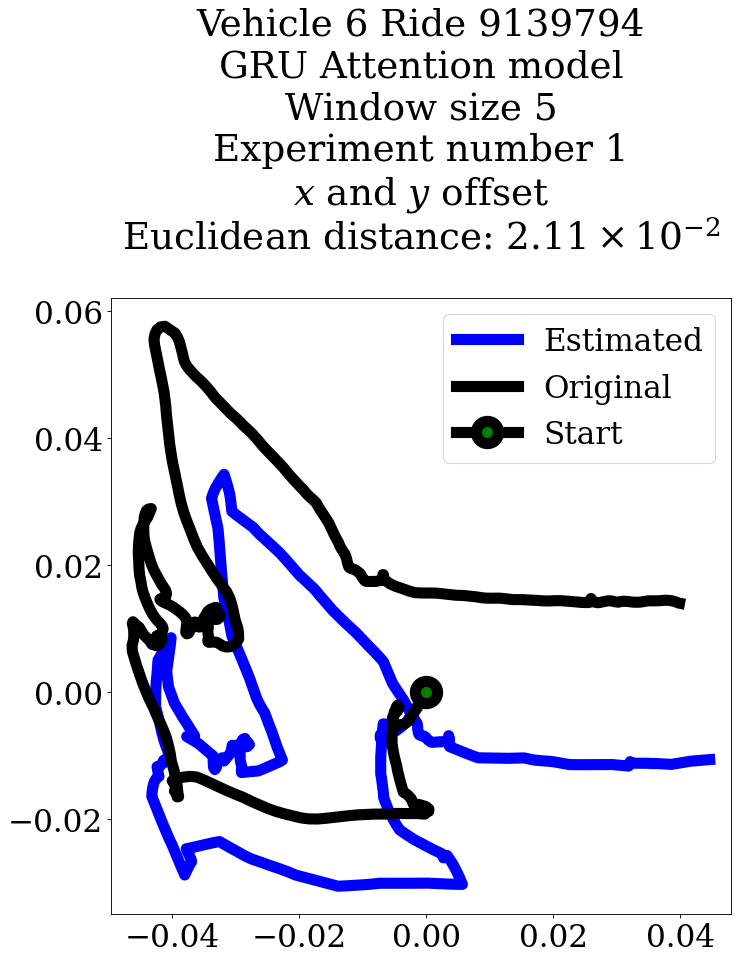 Vehicle 6 Ride 9139794
GRU Attention model
Window size 5
Experiment number 1
x and y offset
Euclidean distance: 2.11 × 10⁻²
Estimated
Original
Start
0.06
0.04
0.02
0.00
−0.02
−0.04
−0.02
0.00
0.02
0.04